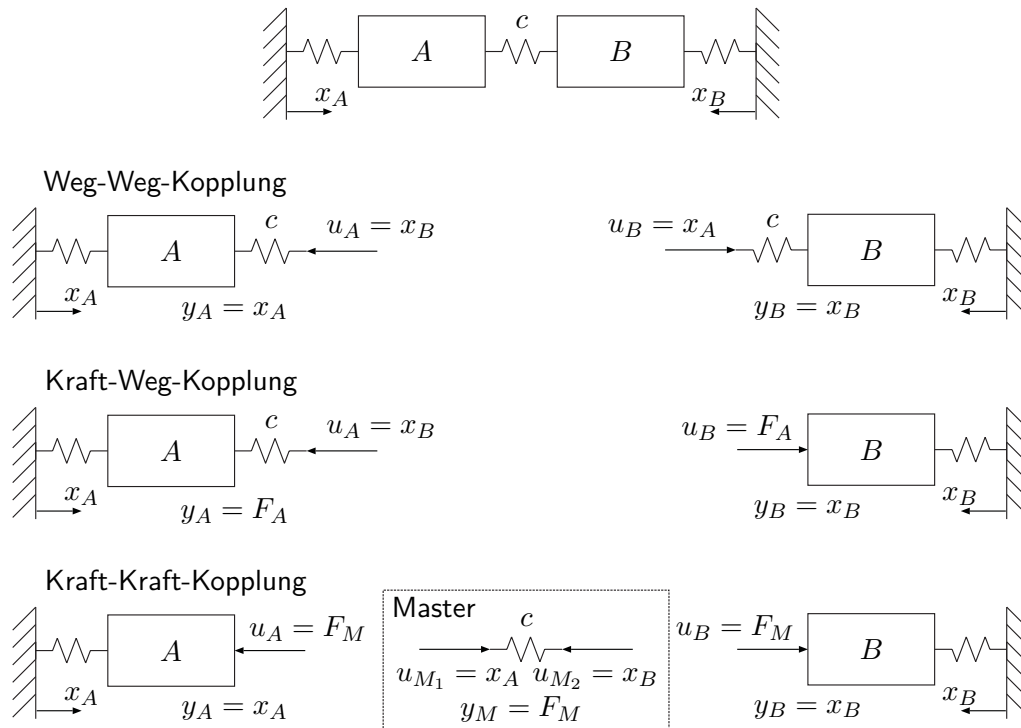 c
A B
x_A x_B
Weg-Weg-Kopplung
c u_A = x_B u_B = x_A c
A B
x_A y_A = x_A y_B = x_B x_B
Kraft-Weg-Kopplung
c u_A = x_B u_B = F_A
A B
x_A y_A = F_A y_B = x_B x_B
Kraft-Kraft-Kopplung
Master
u_A = F_M c u_B = F_M
A B
u_{M_1} = x_A u_{M_2} = x_B
x_A y_A = x_A y_M = F_M y_B = x_B x_B